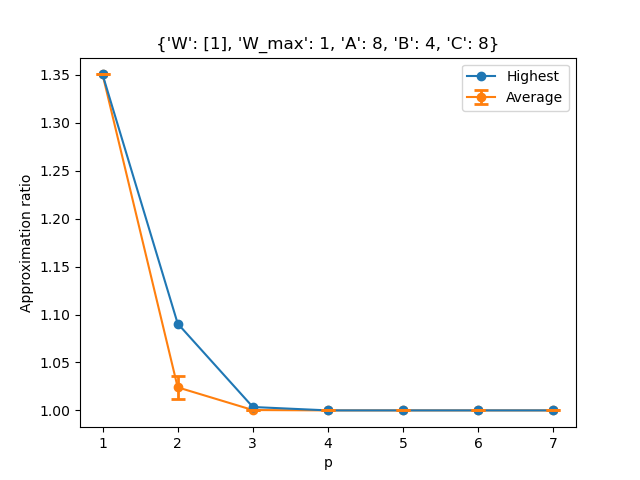 {'W': [1], 'W_max': 1, 'A': 8, 'B': 4, 'C': 8}
Highest
Average
Approximation ratio
1.35
1.30
1.25
1.20
1.15
1.10
1.05
1.00
1 2 3 4 5 6 7
p